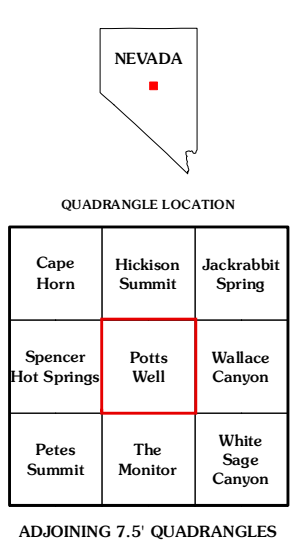 NEVADA
QUADRANGLE LOCATION
Cape
Horn
Hickison
Summit
Jackrabbit
Spring
Spencer
Hot Springs
Potts
Well
Wallace
Canyon
Petes
Summit
The
Monitor
White
Sage
Canyon
ADJOINING 7.5' QUADRANGLES